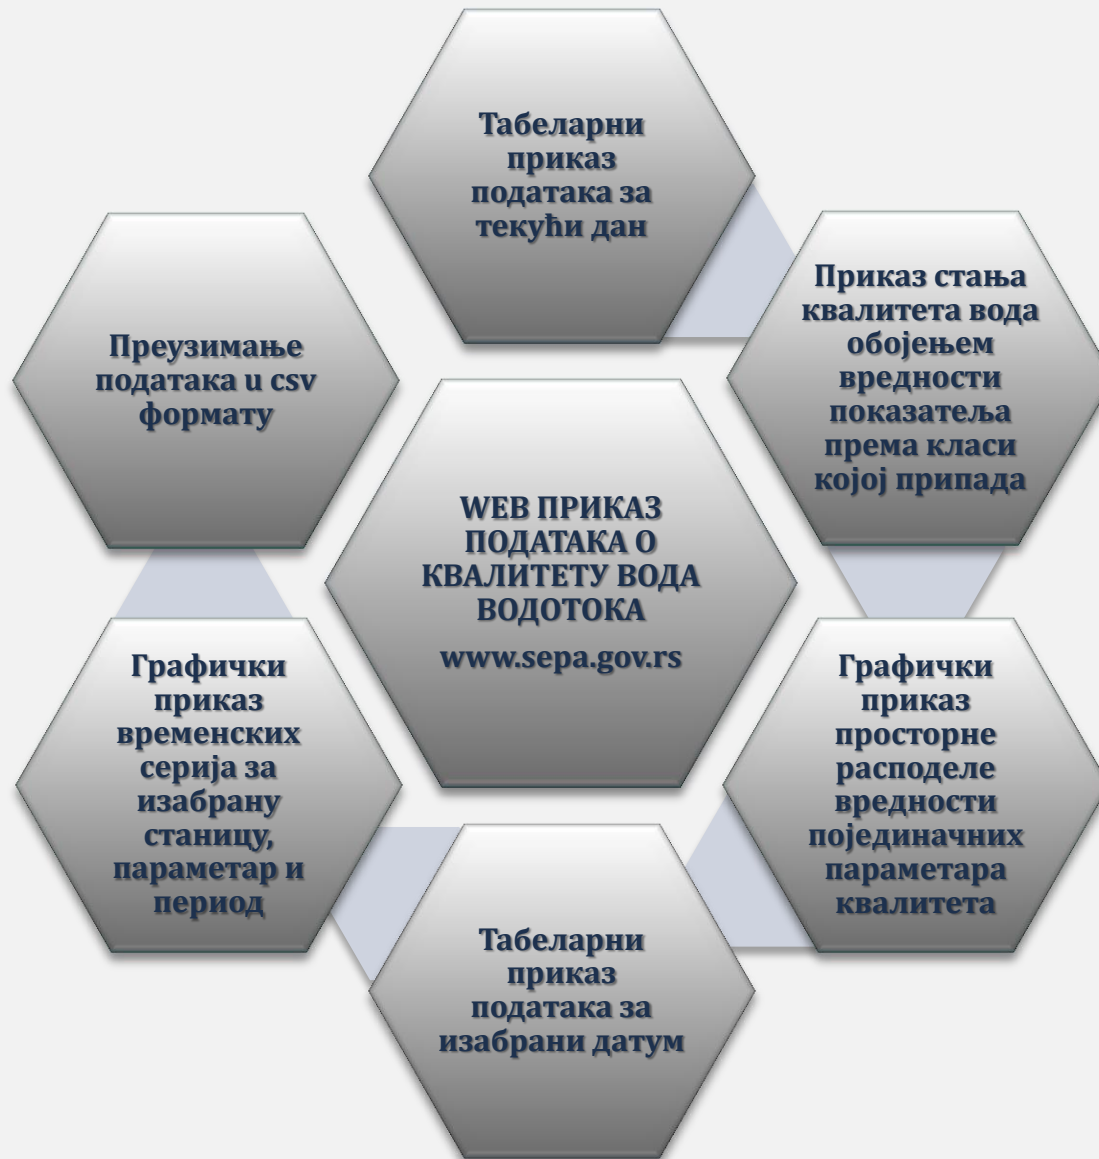 Табеларни
приказ
података за
текући дан
Приказ стања
квалитета вода
обојењем
вредности
показатеља
према класи
којој припада
Преузимање
података u csv
формату
WEB ПРИКАЗ
ПОДАТАКА О
КВАЛИТЕТУ ВОДА
ВОДОТОКА
www.sepa.gov.rs
Графички
приказ
временских
серија за
изабрану
станицу,
параметар и
период
Графички
приказ
просторне
расподеле
вредности
појединачних
параметара
квалитета
Табеларни
приказ
података за
изабрани датум